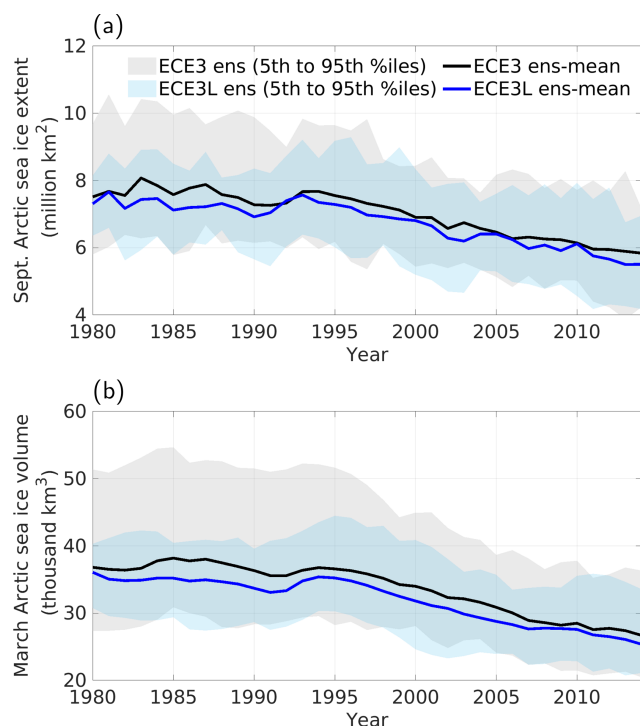 (a)
12
10
8
6
4
Sept. Arctic sea ice extent
(million km²)
ECE3 ens (5th to 95th %iles)
ECE3 ens-mean
ECE3L ens (5th to 95th %iles)
ECE3L ens-mean
1980 1985 1990 1995 2000 2005 2010
Year
(b)
60
50
40
30
20
March Arctic sea ice volume
(thousand km³)
1980 1985 1990 1995 2000 2005 2010
Year